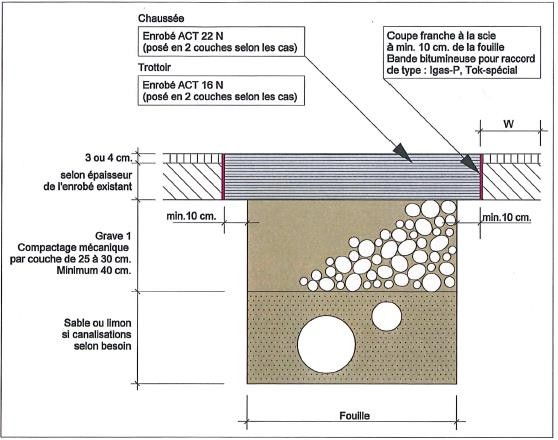 Chaussée
Enrobé ACT 22 N
(posé en 2 couches selon les cas)
Trottoir
Enrobé ACT 16 N
(posé en 2 couches selon les cas)
Coupe franche à la scie
à min. 10 cm. de la fouille
Bande bitumineuse pour raccord
de type : Igas-P, Tok-spécial
W
3 ou 4 cm.
selon épaisseur
de l'enrobé existant
min.10 cm.
min.10 cm.
Grave 1
Compactage mécanique
par couche de 25 à 30 cm.
Minimum 40 cm.
Sable ou limon
si canalisations
selon besoin
Fouille